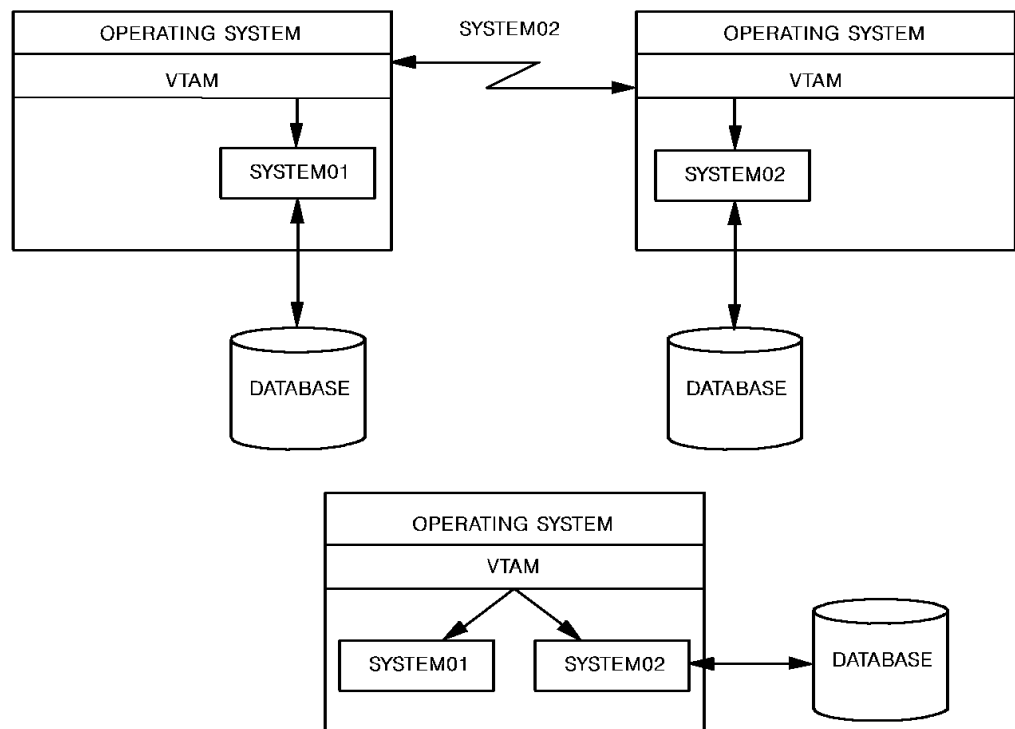 OPERATING SYSTEM
VTAM
SYSTEM01
DATABASE
SYSTEM02
OPERATING SYSTEM
VTAM
SYSTEM02
DATABASE
OPERATING SYSTEM
VTAM
SYSTEM01
SYSTEM02
DATABASE